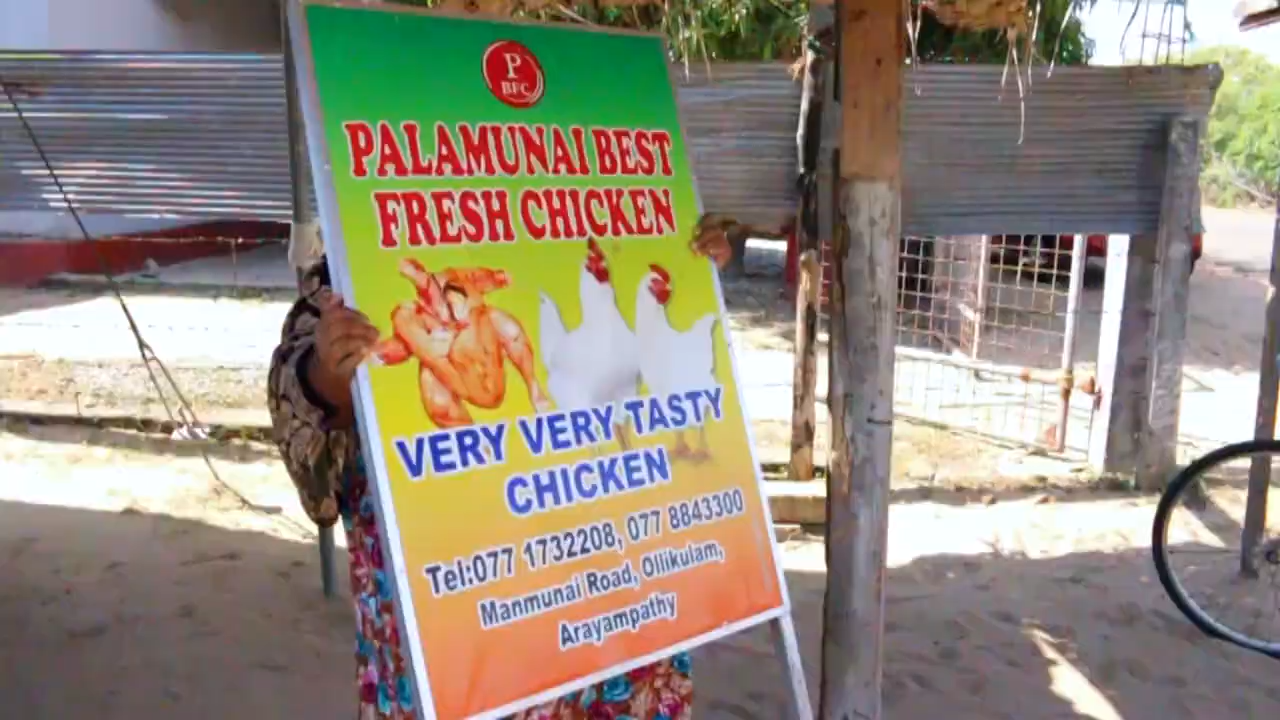 P
BFC
PALAMUNAI BEST
FRESH CHICKEN
VERY VERY TASTY
CHICKEN
Tel:077 1732208, 077 8843300
Manmunai Road, Ollikulam,
Arayampathy